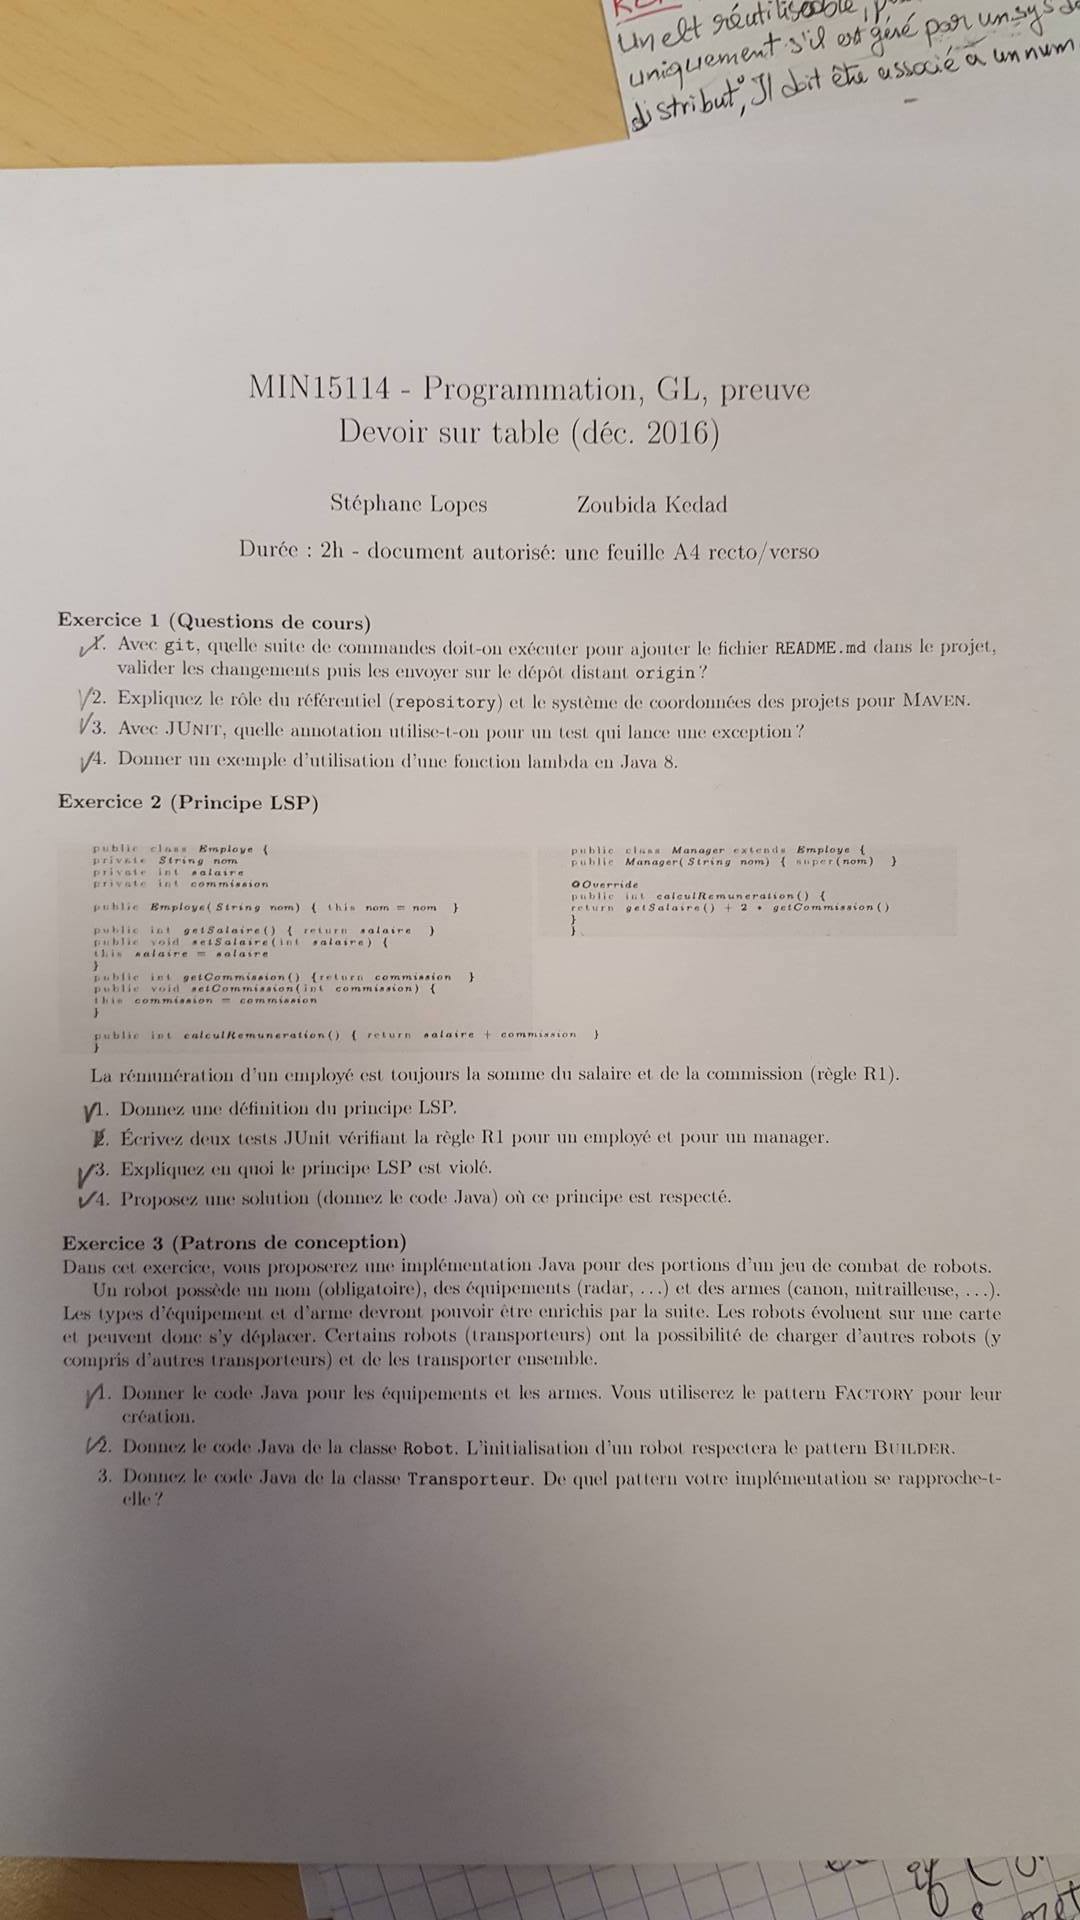 Un elt réutilisable,
uniquement s'il est géré par un sys de
distribut°, Il doit être associé à un num
MIN15114 - Programmation, GL, preuve
Devoir sur table (déc. 2016)
Stéphane Lopes Zoubida Kedad
Durée : 2h - document autorisé: une feuille A4 recto/verso
Exercice 1 (Questions de cours)
1. Avec git, quelle suite de commandes doit-on exécuter pour ajouter le fichier README.md dans le projet,
valider les changements puis les envoyer sur le dépôt distant origin ?
2. Expliquez le rôle du référentiel (repository) et le système de coordonnées des projets pour MAVEN.
3. Avec JUNIT, quelle annotation utilise-t-on pour un test qui lance une exception ?
4. Donner un exemple d'utilisation d'une fonction lambda en Java 8.
Exercice 2 (Principe LSP)
public class Employe {
private String nom
private int salaire
private int commission
public Employe(String nom) { this nom = nom }
public int getSalaire() { return salaire }
public void setSalaire(int salaire) {
this salaire = salaire
}
public int getCommission() {return commission }
public void setCommission(int commission) {
this commission = commission
}
public int calculRemuneration() { return salaire + commission }
}
public class Manager extends Employe {
public Manager(String nom) { super(nom) }
@Override
public int calculRemuneration() {
return getSalaire() + 2 * getCommission()
}
}
La rémunération d'un employé est toujours la somme du salaire et de la commission (règle R1).
1. Donnez une définition du principe LSP.
2. Écrivez deux tests JUnit vérifiant la règle R1 pour un employé et pour un manager.
3. Expliquez en quoi le principe LSP est violé.
4. Proposez une solution (donnez le code Java) où ce principe est respecté.
Exercice 3 (Patrons de conception)
Dans cet exercice, vous proposerez une implémentation Java pour des portions d'un jeu de combat de robots.
Un robot possède un nom (obligatoire), des équipements (radar, ...) et des armes (canon, mitrailleuse, ...).
Les types d'équipement et d'arme devront pouvoir être enrichis par la suite. Les robots évoluent sur une carte
et peuvent donc s'y déplacer. Certains robots (transporteurs) ont la possibilité de charger d'autres robots (y
compris d'autres transporteurs) et de les transporter ensemble.
1. Donner le code Java pour les équipements et les armes. Vous utiliserez le pattern FACTORY pour leur
création.
2. Donnez le code Java de la classe Robot. L'initialisation d'un robot respectera le pattern BUILDER.
3. Donnez le code Java de la classe Transporteur. De quel pattern votre implémentation se rapproche-t-
elle ?